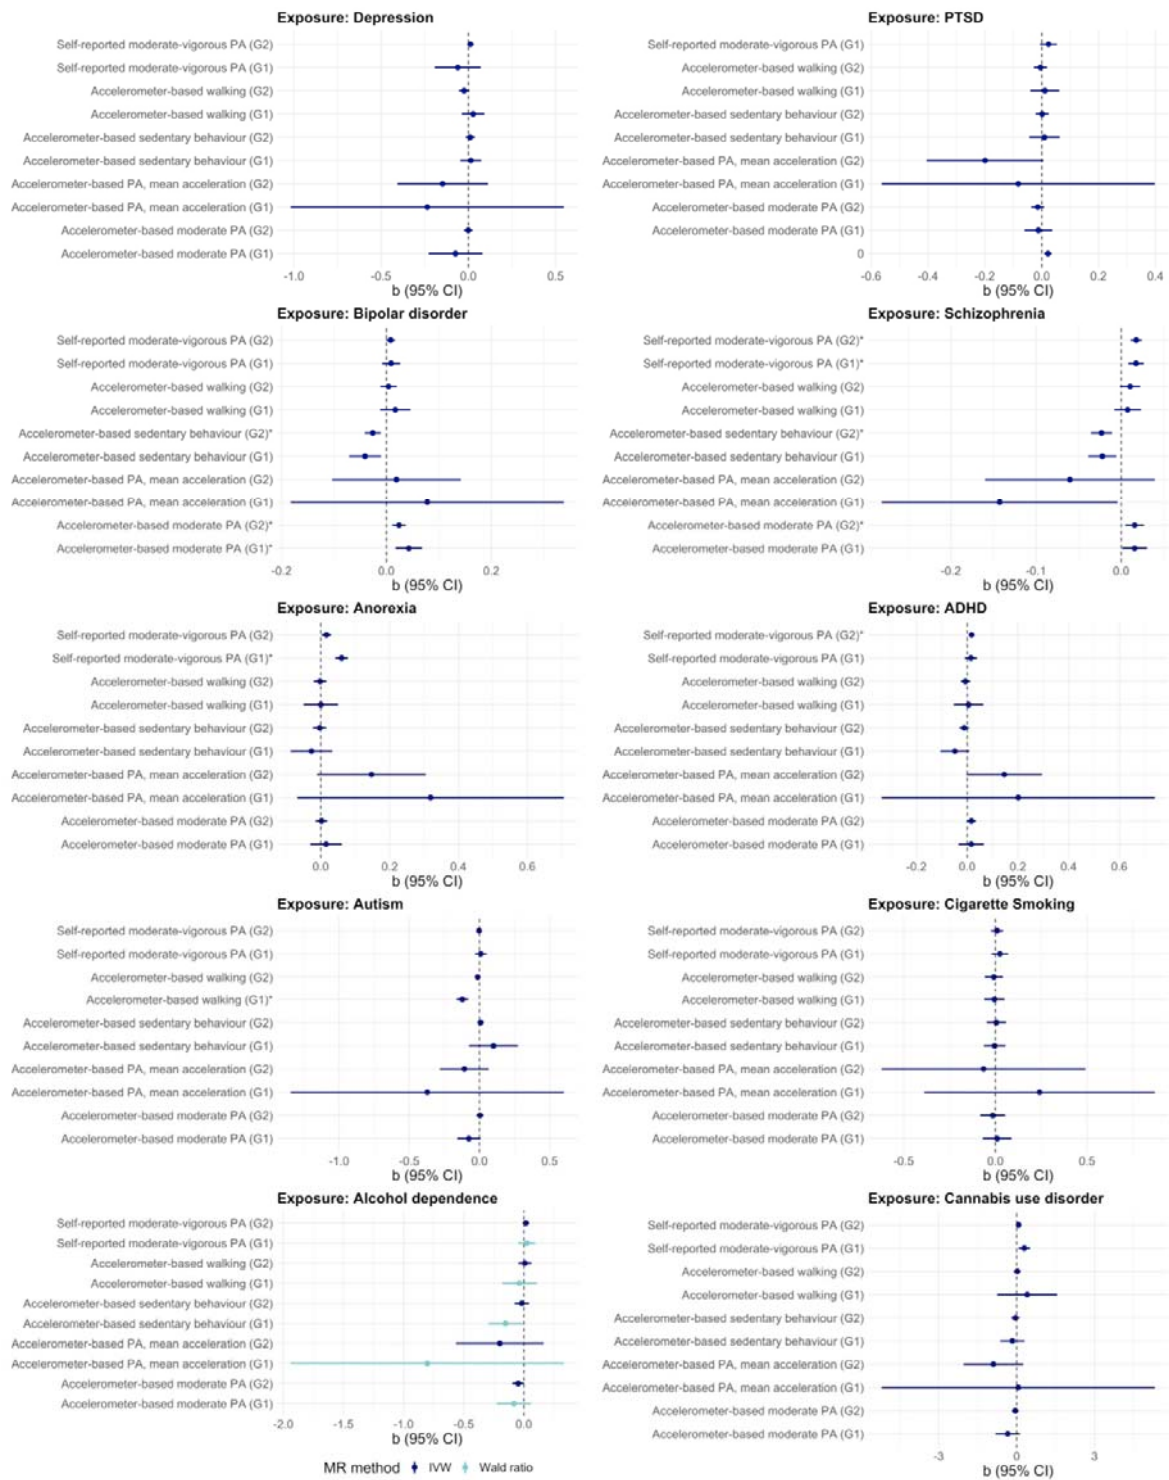 Exposure: Depression
Self-reported moderate-vigorous PA (G2)
Self-reported moderate-vigorous PA (G1)
Accelerometer-based walking (G2)
Accelerometer-based walking (G1)
Accelerometer-based sedentary behaviour (G2)
Accelerometer-based sedentary behaviour (G1)
Accelerometer-based PA, mean acceleration (G2)
Accelerometer-based PA, mean acceleration (G1)
Accelerometer-based moderate PA (G2)
Accelerometer-based moderate PA (G1)
-1.0 -0.5 0.0 0.5
b (95% CI)
Exposure: PTSD
Self-reported moderate-vigorous PA (G1)
Accelerometer-based walking (G2)
Accelerometer-based walking (G1)
Accelerometer-based sedentary behaviour (G2)
Accelerometer-based sedentary behaviour (G1)
Accelerometer-based PA, mean acceleration (G2)
Accelerometer-based PA, mean acceleration (G1)
Accelerometer-based moderate PA (G2)
Accelerometer-based moderate PA (G1)
0
-0.6 -0.4 -0.2 0.0 0.2 0.4
b (95% CI)
Exposure: Bipolar disorder
Self-reported moderate-vigorous PA (G2)
Self-reported moderate-vigorous PA (G1)
Accelerometer-based walking (G2)
Accelerometer-based walking (G1)
Accelerometer-based sedentary behaviour (G2)*
Accelerometer-based sedentary behaviour (G1)
Accelerometer-based PA, mean acceleration (G2)
Accelerometer-based PA, mean acceleration (G1)
Accelerometer-based moderate PA (G2)*
Accelerometer-based moderate PA (G1)*
-0.2 0.0 0.2
b (95% CI)
Exposure: Schizophrenia
Self-reported moderate-vigorous PA (G2)*
Self-reported moderate-vigorous PA (G1)*
Accelerometer-based walking (G2)
Accelerometer-based walking (G1)
Accelerometer-based sedentary behaviour (G2)*
Accelerometer-based sedentary behaviour (G1)
Accelerometer-based PA, mean acceleration (G2)
Accelerometer-based PA, mean acceleration (G1)
Accelerometer-based moderate PA (G2)*
Accelerometer-based moderate PA (G1)
-0.2 -0.1 0.0
b (95% CI)
Exposure: Anorexia
Self-reported moderate-vigorous PA (G2)
Self-reported moderate-vigorous PA (G1)*
Accelerometer-based walking (G2)
Accelerometer-based walking (G1)
Accelerometer-based sedentary behaviour (G2)
Accelerometer-based sedentary behaviour (G1)
Accelerometer-based PA, mean acceleration (G2)
Accelerometer-based PA, mean acceleration (G1)
Accelerometer-based moderate PA (G2)
Accelerometer-based moderate PA (G1)
0.0 0.2 0.4 0.6
b (95% CI)
Exposure: ADHD
Self-reported moderate-vigorous PA (G2)*
Self-reported moderate-vigorous PA (G1)
Accelerometer-based walking (G2)
Accelerometer-based walking (G1)
Accelerometer-based sedentary behaviour (G2)
Accelerometer-based sedentary behaviour (G1)
Accelerometer-based PA, mean acceleration (G2)
Accelerometer-based PA, mean acceleration (G1)
Accelerometer-based moderate PA (G2)
Accelerometer-based moderate PA (G1)
-0.2 0.0 0.2 0.4 0.6
b (95% CI)
Exposure: Autism
Self-reported moderate-vigorous PA (G2)
Self-reported moderate-vigorous PA (G1)
Accelerometer-based walking (G2)
Accelerometer-based walking (G1)*
Accelerometer-based sedentary behaviour (G2)
Accelerometer-based sedentary behaviour (G1)
Accelerometer-based PA, mean acceleration (G2)
Accelerometer-based PA, mean acceleration (G1)
Accelerometer-based moderate PA (G2)
Accelerometer-based moderate PA (G1)
-1.0 -0.5 0.0 0.5
b (95% CI)
Exposure: Cigarette Smoking
Self-reported moderate-vigorous PA (G2)
Self-reported moderate-vigorous PA (G1)
Accelerometer-based walking (G2)
Accelerometer-based walking (G1)
Accelerometer-based sedentary behaviour (G2)
Accelerometer-based sedentary behaviour (G1)
Accelerometer-based PA, mean acceleration (G2)
Accelerometer-based PA, mean acceleration (G1)
Accelerometer-based moderate PA (G2)
Accelerometer-based moderate PA (G1)
-0.5 0.0 0.5
b (95% CI)
Exposure: Alcohol dependence
Self-reported moderate-vigorous PA (G2)
Self-reported moderate-vigorous PA (G1)
Accelerometer-based walking (G2)
Accelerometer-based walking (G1)
Accelerometer-based sedentary behaviour (G2)
Accelerometer-based sedentary behaviour (G1)
Accelerometer-based PA, mean acceleration (G2)
Accelerometer-based PA, mean acceleration (G1)
Accelerometer-based moderate PA (G2)
Accelerometer-based moderate PA (G1)
-2.0 -1.5 -1.0 -0.5 0.0
b (95% CI)
Exposure: Cannabis use disorder
Self-reported moderate-vigorous PA (G2)
Self-reported moderate-vigorous PA (G1)
Accelerometer-based walking (G2)
Accelerometer-based walking (G1)
Accelerometer-based sedentary behaviour (G2)
Accelerometer-based sedentary behaviour (G1)
Accelerometer-based PA, mean acceleration (G2)
Accelerometer-based PA, mean acceleration (G1)
Accelerometer-based moderate PA (G2)
Accelerometer-based moderate PA (G1)
-3 0 3
b (95% CI)
MR method IVW Wald ratio